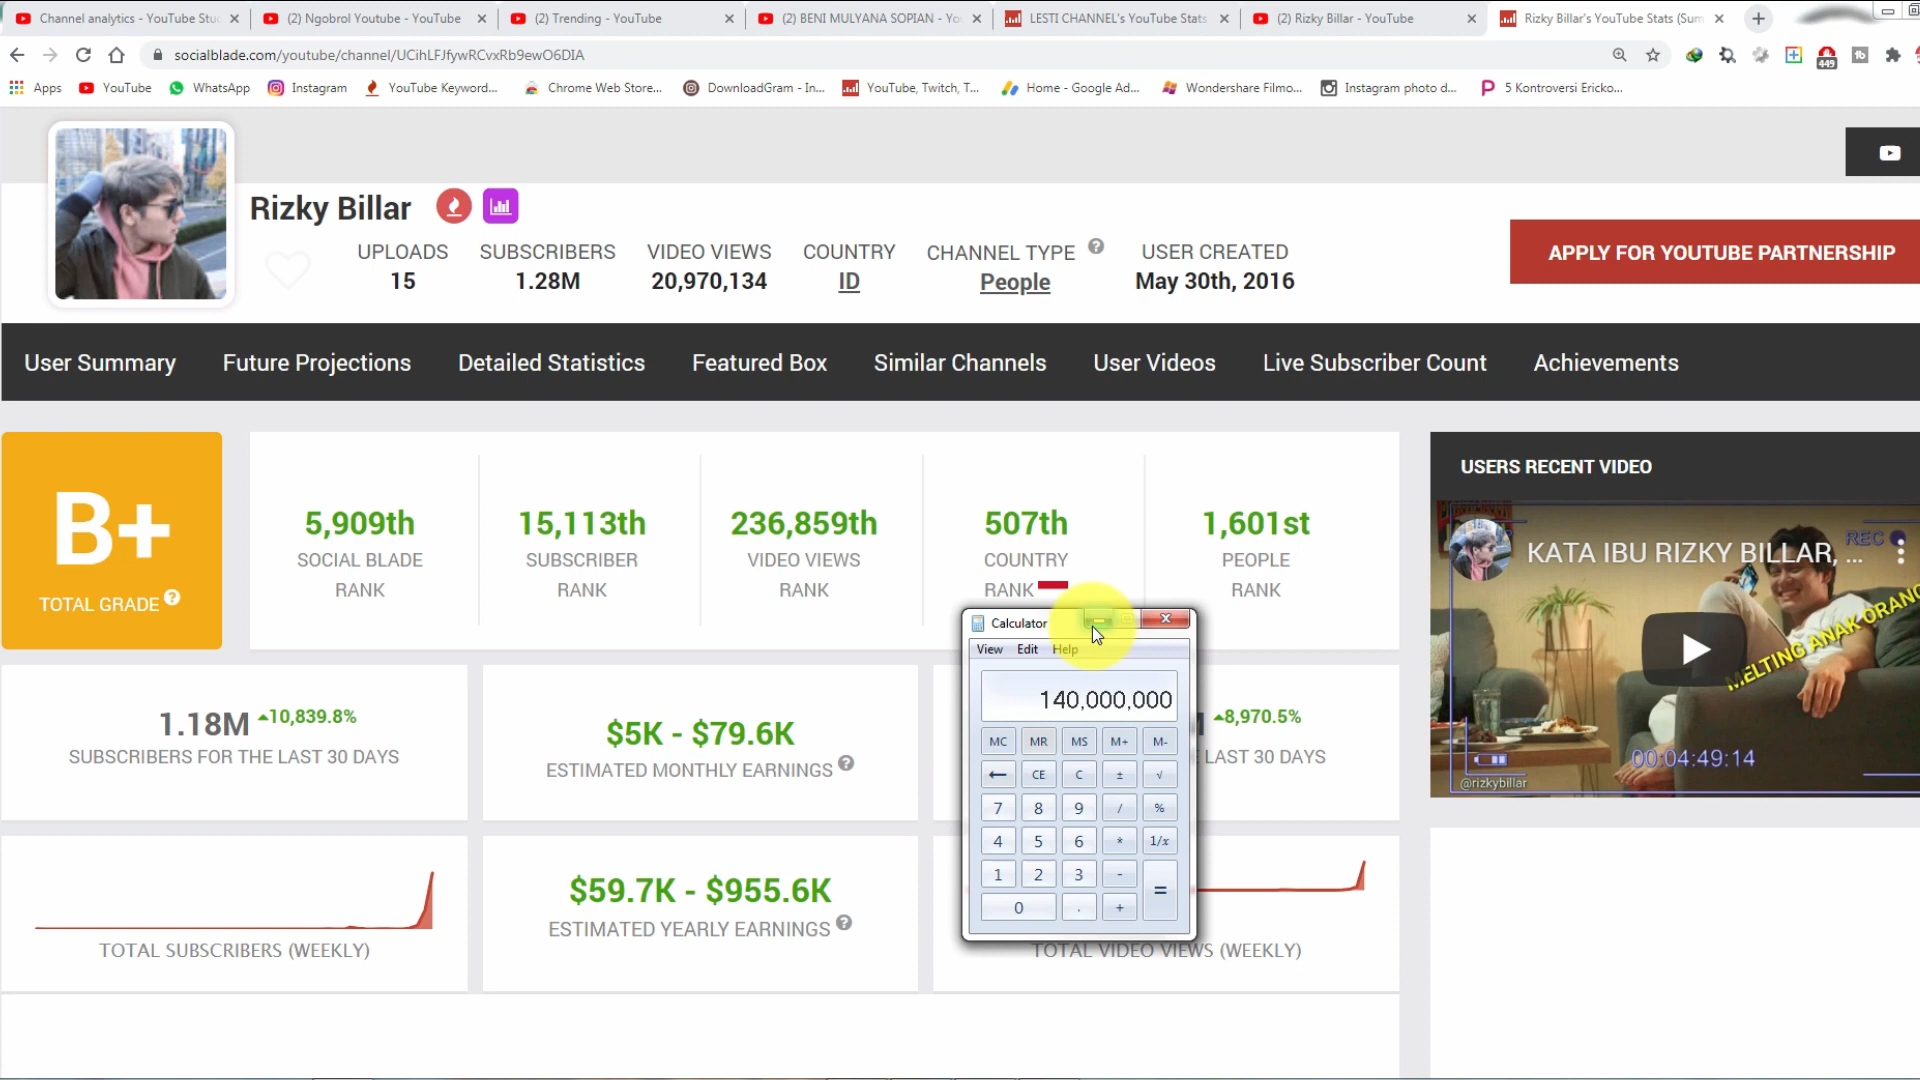 Channel analytics - YouTube Stu
(2) Ngobrol Youtube - YouTube
(2) Trending - YouTube
(2) BENI MULYANA SOPIAN - Yo
LESTI CHANNEL's YouTube Stats
(2) Rizky Billar - YouTube
Rizky Billar's YouTube Stats (Sum
socialblade.com/youtube/channel/UCihLFJfywRCvxRb9ewO6DIA
449
Apps
YouTube
WhatsApp
Instagram
YouTube Keyword...
Chrome Web Store...
DownloadGram - In...
YouTube, Twitch, T...
Home - Google Ad...
Wondershare Filmo...
Instagram photo d...
5 Kontroversi Ericko...
Rizky Billar
UPLOADS
15
SUBSCRIBERS
1.28M
VIDEO VIEWS
20,970,134
COUNTRY
ID
CHANNEL TYPE
People
USER CREATED
May 30th, 2016
APPLY FOR YOUTUBE PARTNERSHIP
User Summary
Future Projections
Detailed Statistics
Featured Box
Similar Channels
User Videos
Live Subscriber Count
Achievements
B+
TOTAL GRADE
5,909th
SOCIAL BLADE
RANK
15,113th
SUBSCRIBER
RANK
236,859th
VIDEO VIEWS
RANK
507th
COUNTRY
RANK
1,601st
PEOPLE
RANK
USERS RECENT VIDEO
KATA IBU RIZKY BILLAR, ...
REC
MELTING ANAK ORANG
00:04:49:14
@rizkybillar
1.18M 10,839.8%
SUBSCRIBERS FOR THE LAST 30 DAYS
$5K - $79.6K
ESTIMATED MONTHLY EARNINGS
8,970.5%
LAST 30 DAYS
TOTAL SUBSCRIBERS (WEEKLY)
$59.7K - $955.6K
ESTIMATED YEARLY EARNINGS
TOTAL VIDEO VIEWS (WEEKLY)
Calculator
View Edit Help
140,000,000
MC MR MS M+ M-
← CE C ± √
7 8 9 / %
4 5 6 * 1/x
1 2 3 - =
0 . +